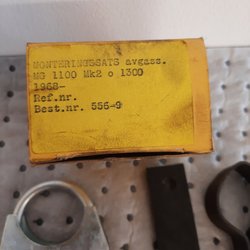 MONTERINGSSATS avgass.
MG 1100 Mk2 o 1300
1968-
Ref.nr.
Best.nr. 556-9